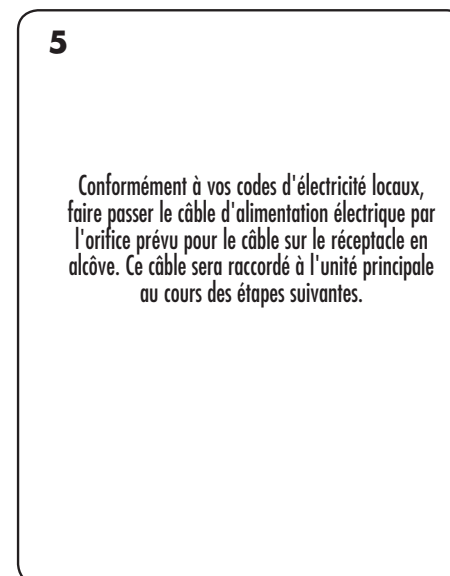 5
Conformément à vos codes d'électricité locaux,
faire passer le câble d'alimentation électrique par
l'orifice prévu pour le câble sur le réceptacle en
alcôve. Ce câble sera raccordé à l'unité principale
au cours des étapes suivantes.